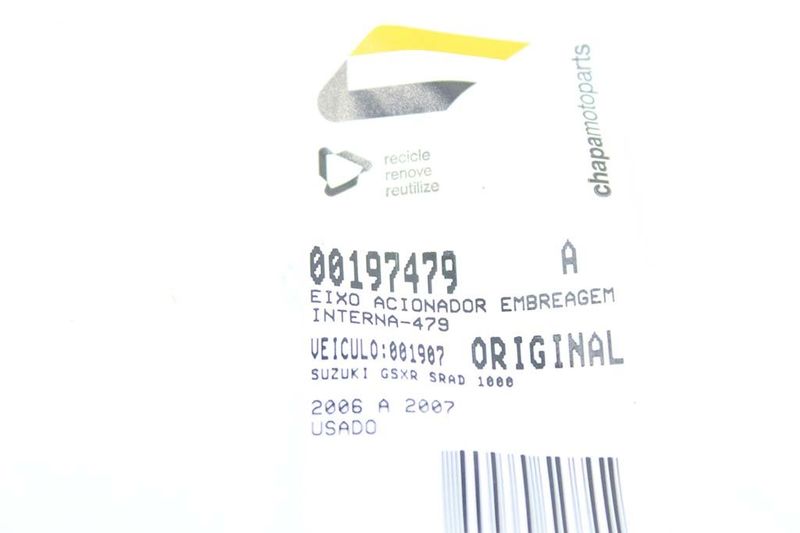 chapamotoparts
recicle
renove
reutilize
00197479 A
EIXO ACIONADOR EMBREAGEM
INTERNA-479
VEICULO:001907 ORIGINAL
SUZUKI GSXR SRAD 1000
2006 A 2007
USADO